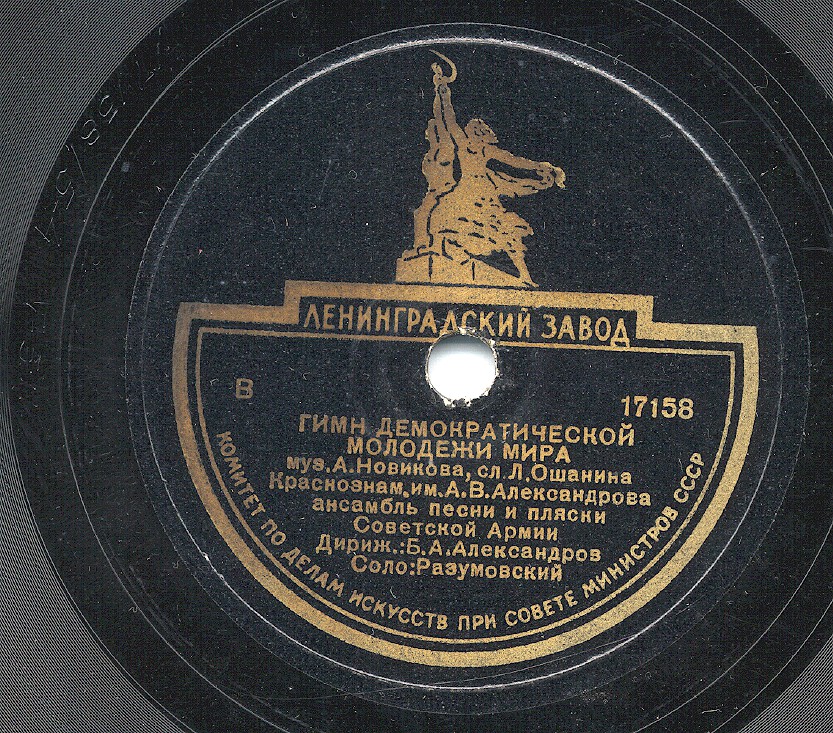 ЛЕНИНГРАДСКИЙ ЗАВОД
В
17158
ГИМН ДЕМОКРАТИЧЕСКОЙ
МОЛОДЕЖИ МИРА
муз.А.Новикова, сл.Л.Ошанина
Краснознам.им.А.В.Александрова
ансамбль песни и пляски
Советской Армии
Дириж.:Б.А.Александров
Соло:Разумовский
КОМИТЕТ ПО ДЕЛАМ ИСКУССТВ ПРИ СОВЕТЕ МИНИСТРОВ СССР